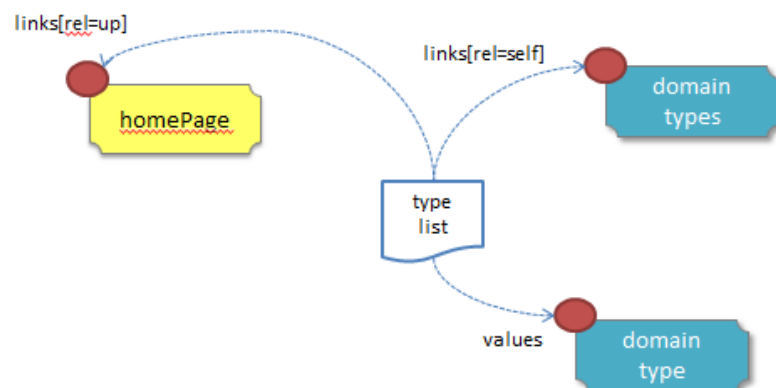 links[rel=up]
links[rel=self]
domain
types
homePage
type
list
values
domain
type